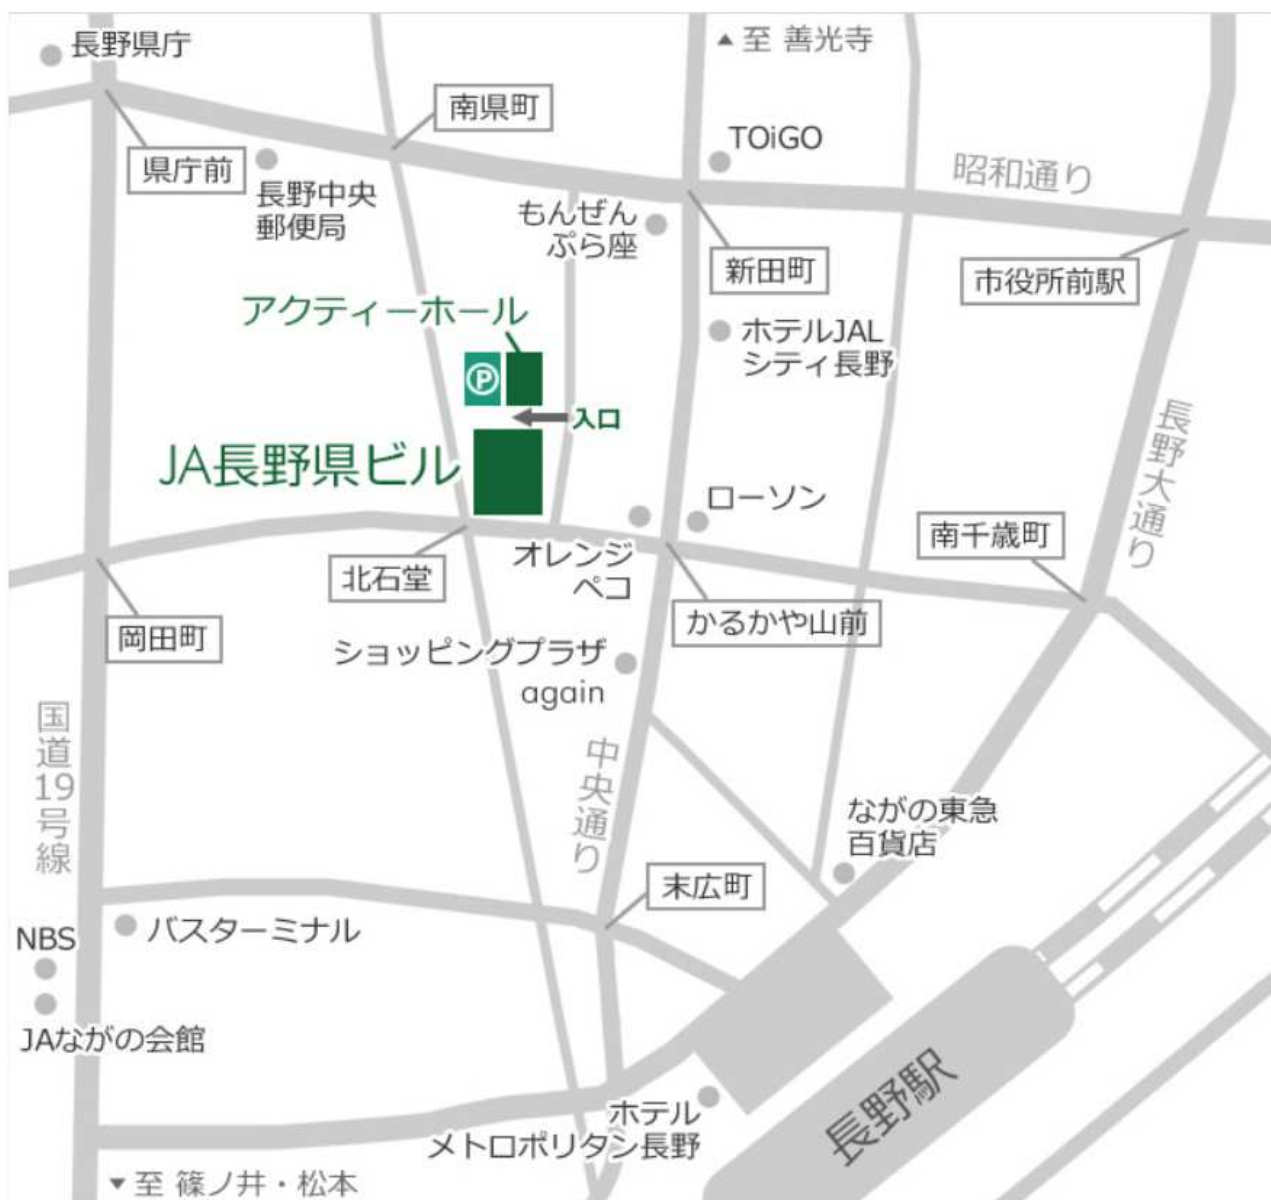 長野県庁
▲ 至 善光寺
南県町
TOiGO
県庁前
長野中央
郵便局
昭和通り
もんぜん
ぷら座
新田町
市役所前駅
アクティーホール
ホテルJAL
シティ長野
P
入口
長野大通り
JA長野県ビル
ローソン
南千歳町
北石堂
オレンジ
ペコ
かるかや山前
岡田町
ショッピングプラザ
again
国道19号線
中央通り
ながの東急
百貨店
末広町
バスターミナル
NBS
JAながの会館
長野駅
ホテル
メトロポリタン長野
▼ 至 篠ノ井・松本